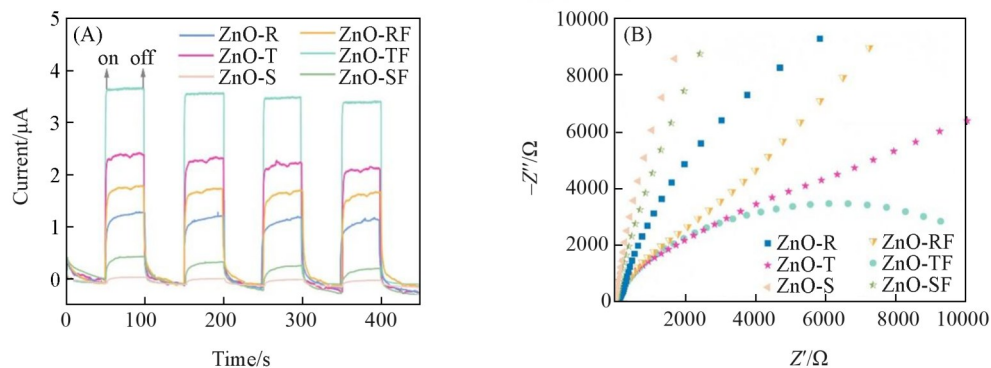 (A)
ZnO-R
ZnO-RF
ZnO-T
ZnO-TF
ZnO-S
ZnO-SF
on off
5
4
3
2
1
0
Current/μA
0 100 200 300 400
Time/s
(B)
10000
8000
6000
4000
2000
0
−Z″/Ω
ZnO-R
ZnO-RF
ZnO-T
ZnO-TF
ZnO-S
ZnO-SF
2000 4000 6000 8000 10000
Z′/Ω